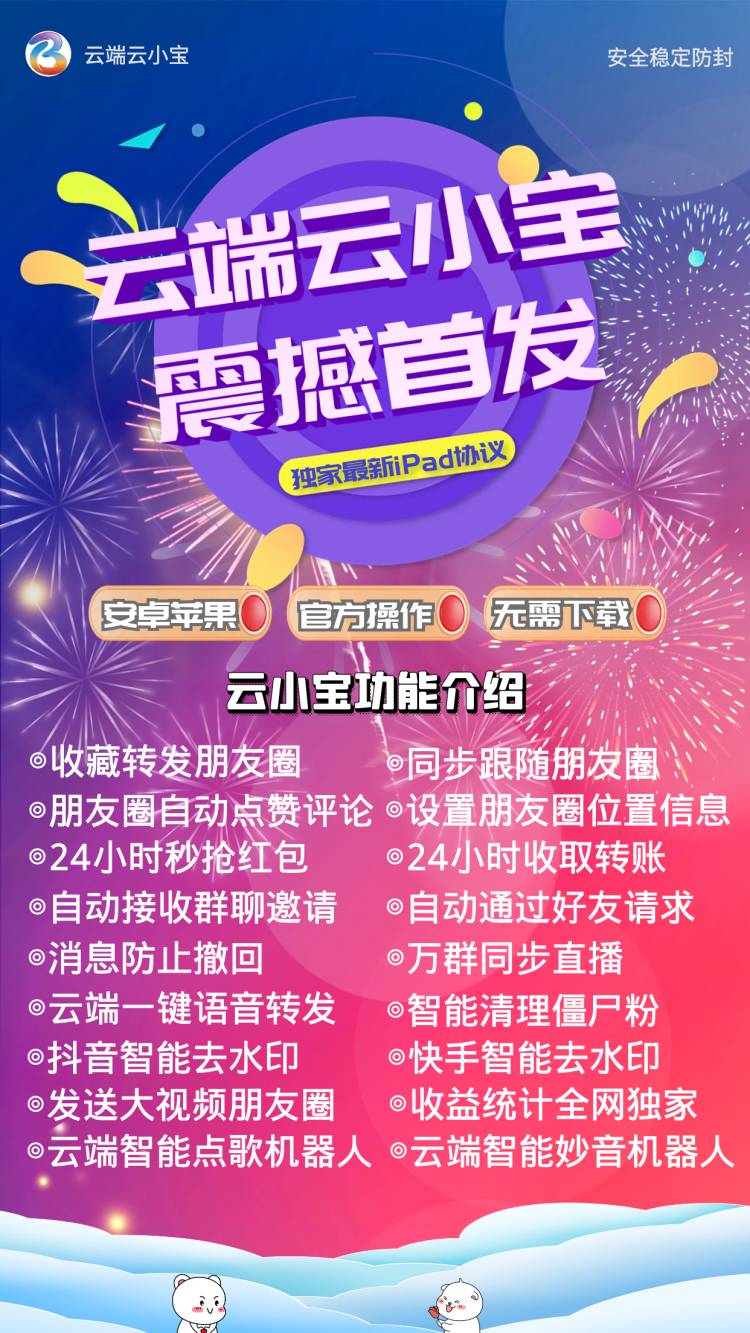 云端云小宝
安全稳定防封
云端云小宝
震撼首发
独家最新iPad协议
安卓苹果
官方操作
无需下载
云小宝功能介绍
◎收藏转发朋友圈
◎同步跟随朋友圈
◎朋友圈自动点赞评论
◎设置朋友圈位置信息
◎24小时秒抢红包
◎24小时收取转账
◎自动接收群聊邀请
◎自动通过好友请求
◎消息防止撤回
◎万群同步直播
◎云端一键语音转发
◎智能清理僵尸粉
◎抖音智能去水印
◎快手智能去水印
◎发送大视频朋友圈
◎收益统计全网独家
◎云端智能点歌机器人
◎云端智能妙音机器人